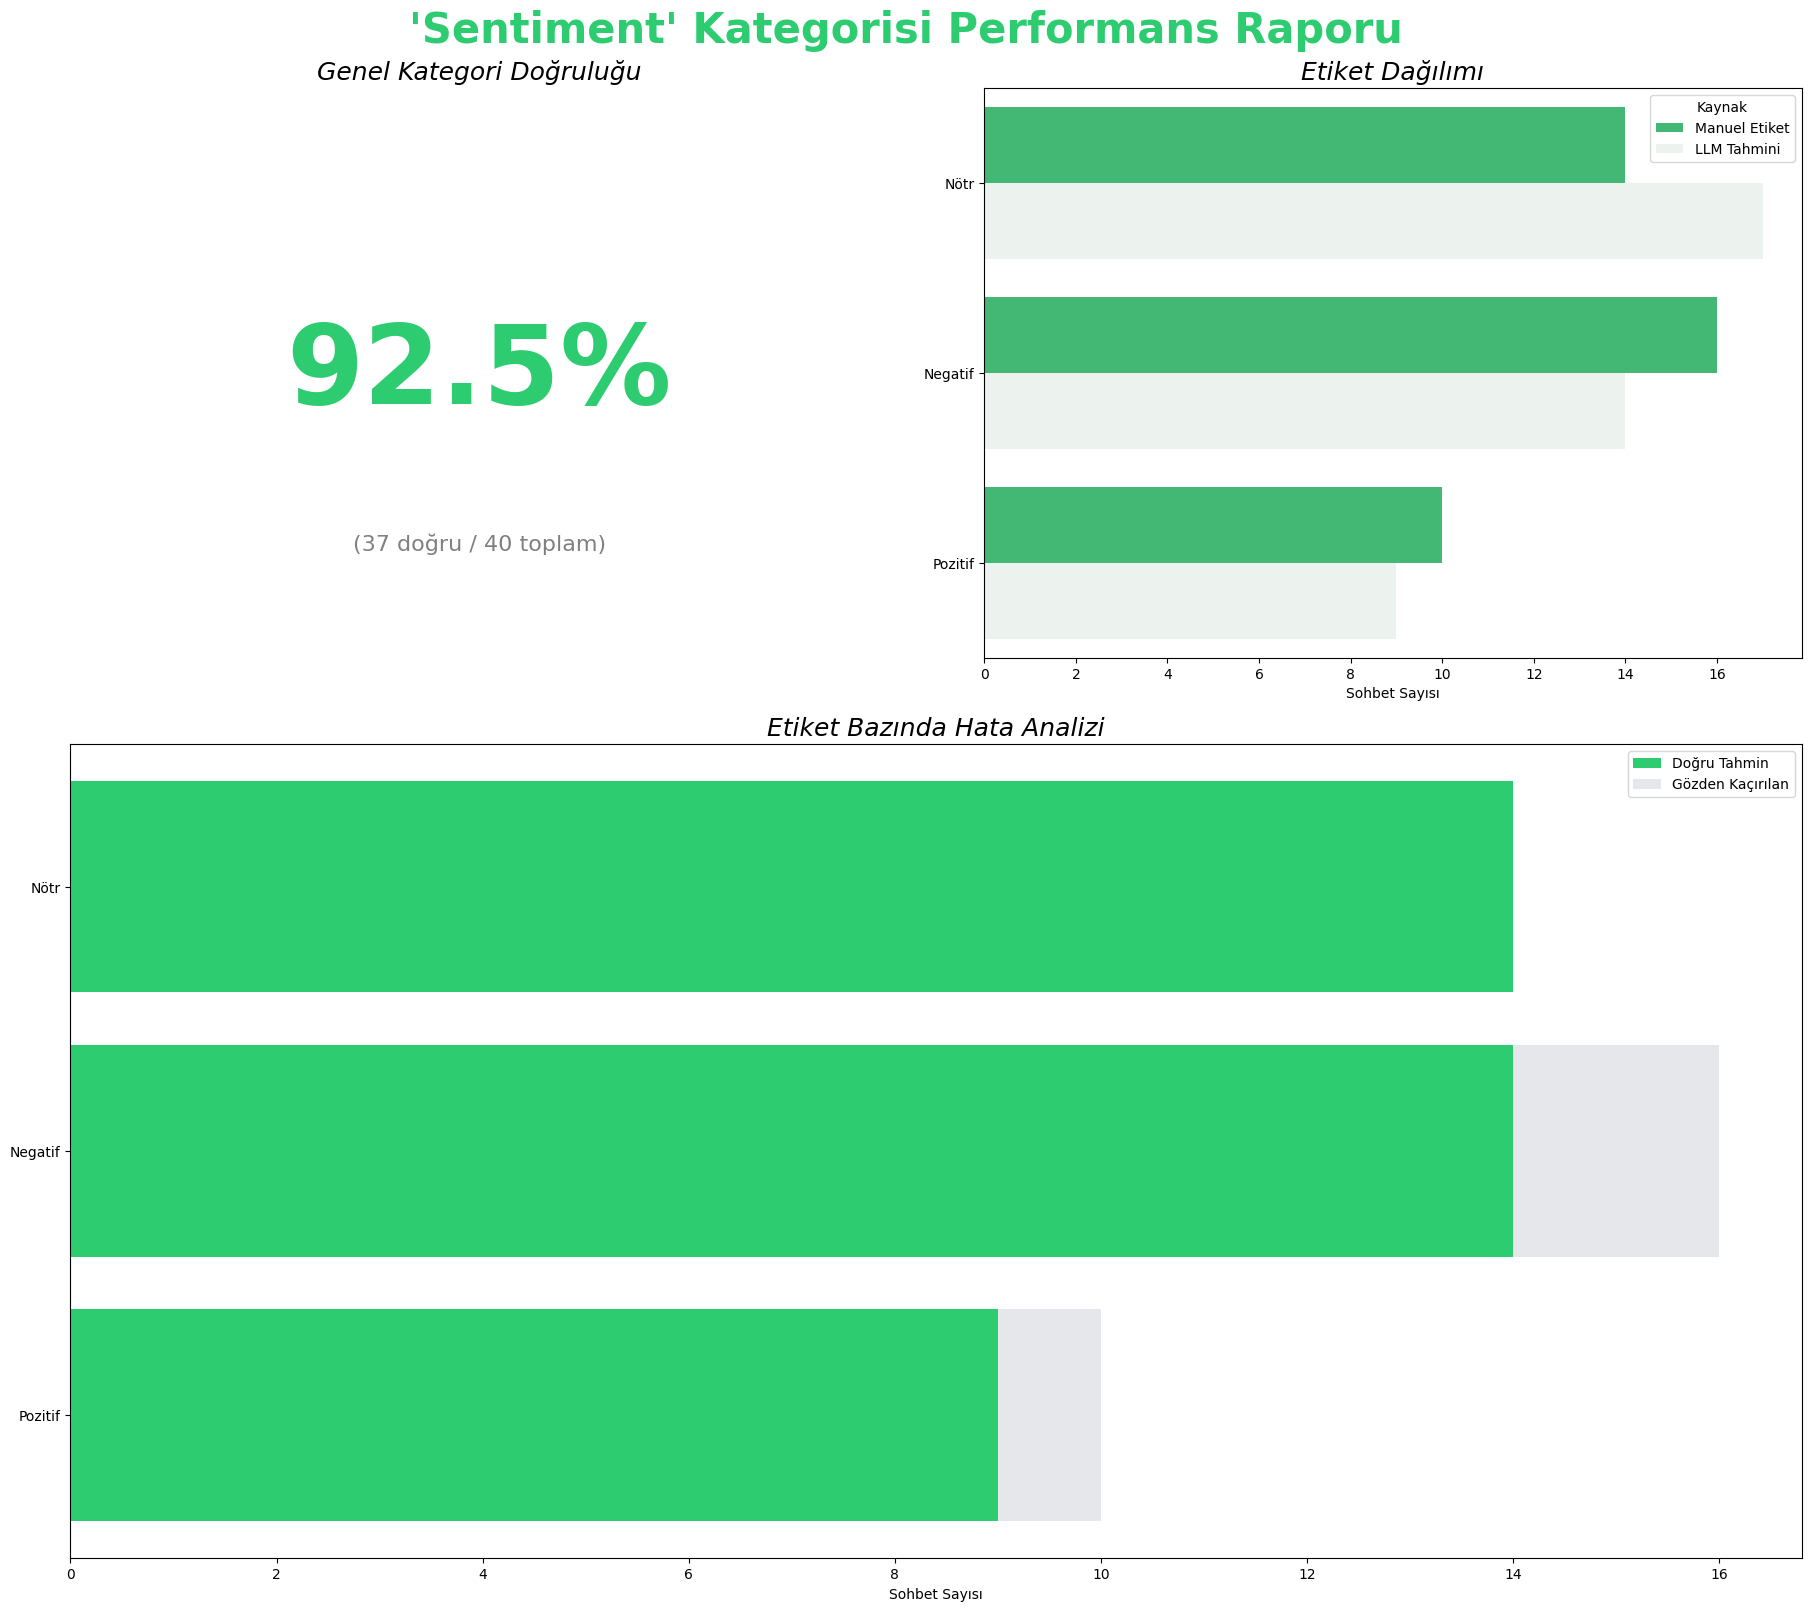 'Sentiment' Kategorisi Performans Raporu
Genel Kategori Doğruluğu
92.5%
(37 doğru / 40 toplam)
Etiket Dağılımı
Kaynak
Manuel Etiket
LLM Tahmini
Nötr
Negatif
Pozitif
0 2 4 6 8 10 12 14 16
Sohbet Sayısı
Etiket Bazında Hata Analizi
Doğru Tahmin
Gözden Kaçırılan
Nötr
Negatif
Pozitif
0 2 4 6 8 10 12 14 16
Sohbet Sayısı